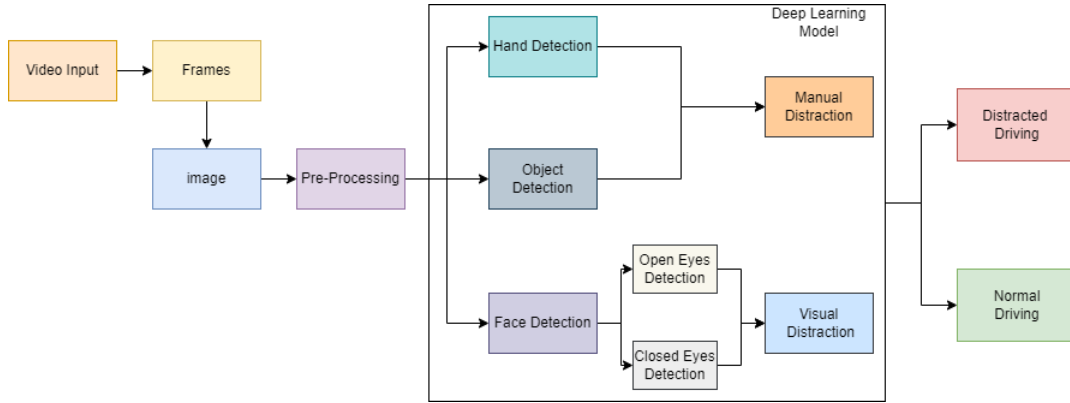 Deep Learning
Model
Video Input
Frames
Hand Detection
Manual
Distraction
Distracted
Driving
image
Pre-Processing
Object
Detection
Open Eyes
Detection
Face Detection
Visual
Distraction
Closed Eyes
Detection
Normal
Driving